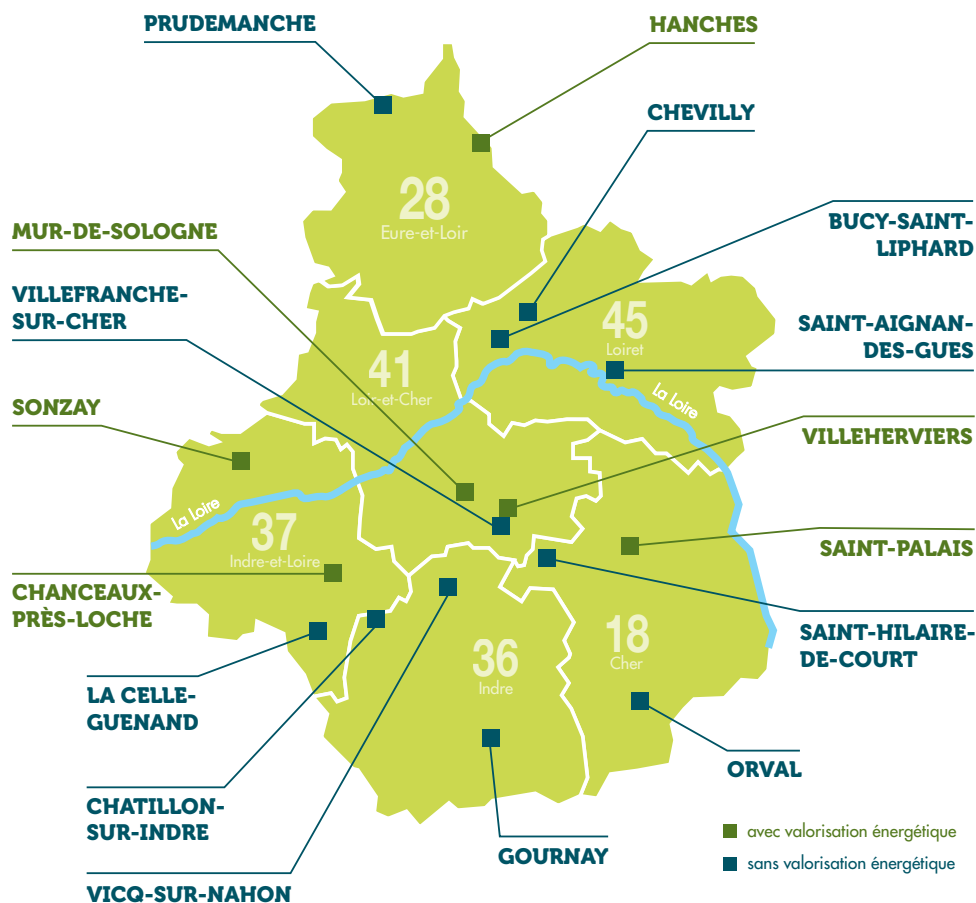 PRUDEMANCHE
HANCHES
CHEVILLY
28
Eure-et-Loir
MUR-DE-SOLOGNE
BUCY-SAINT-
LIPHARD
VILLEFRANCHE-
SUR-CHER
45
Loiret
SAINT-AIGNAN-
DES-GUES
41
Loir-et-Cher
La Loire
SONZAY
VILLEHERVIERS
La Loire
37
Indre-et-Loire
SAINT-PALAIS
CHANCEAUX-
PRÈS-LOCHE
18
Cher
SAINT-HILAIRE-
DE-COURT
36
Indre
LA CELLE-
GUENAND
ORVAL
CHATILLON-
SUR-INDRE
GOURNAY
VICQ-SUR-NAHON
avec valorisation énergétique
sans valorisation énergétique